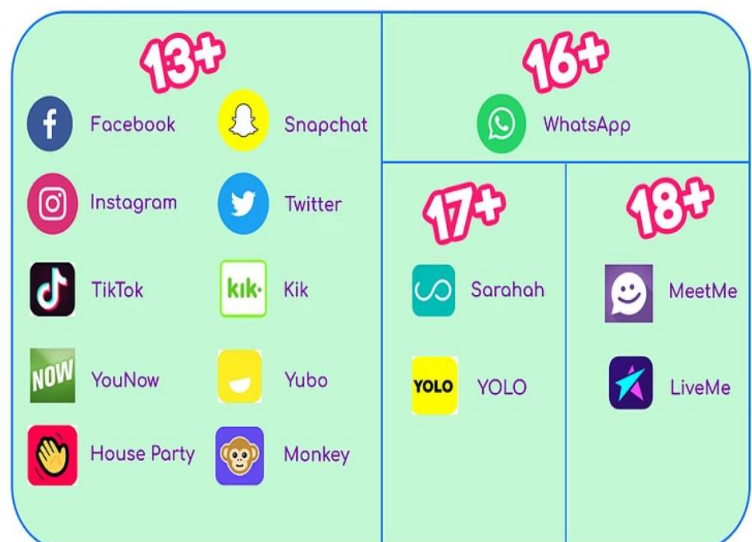 13+
Facebook
Snapchat
Instagram
Twitter
TikTok
kik.
Kik
NOW
YouNow
Yubo
House Party
Monkey
16+
WhatsApp
17+
Sarahah
YOLO
YOLO
18+
MeetMe
LiveMe